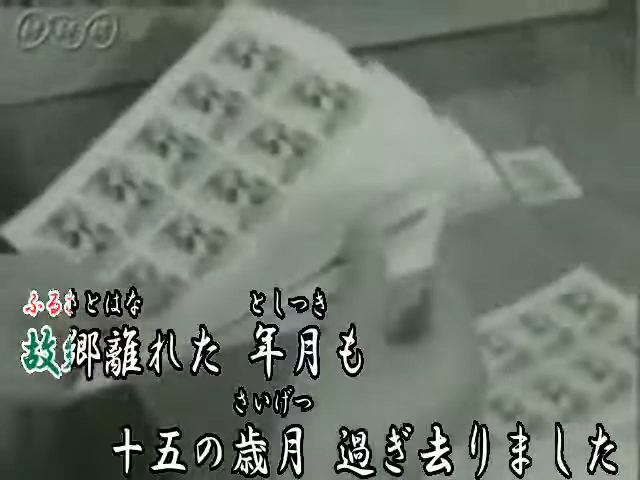 NHK
ふるさとはな としつき
故郷離れた 年月も
さいげつ
十五の歳月 過ぎ去りました